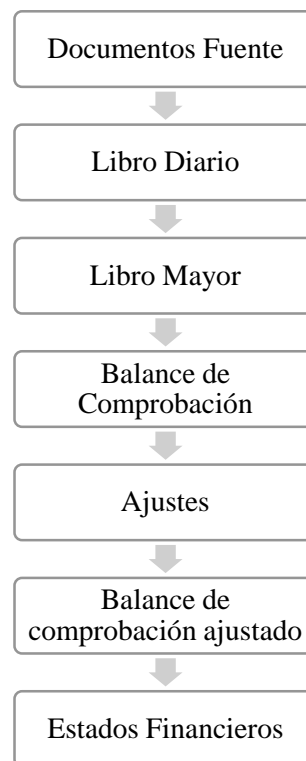 Documentos Fuente
Libro Diario
Libro Mayor
Balance de
Comprobación
Ajustes
Balance de
comprobación ajustado
Estados Financieros